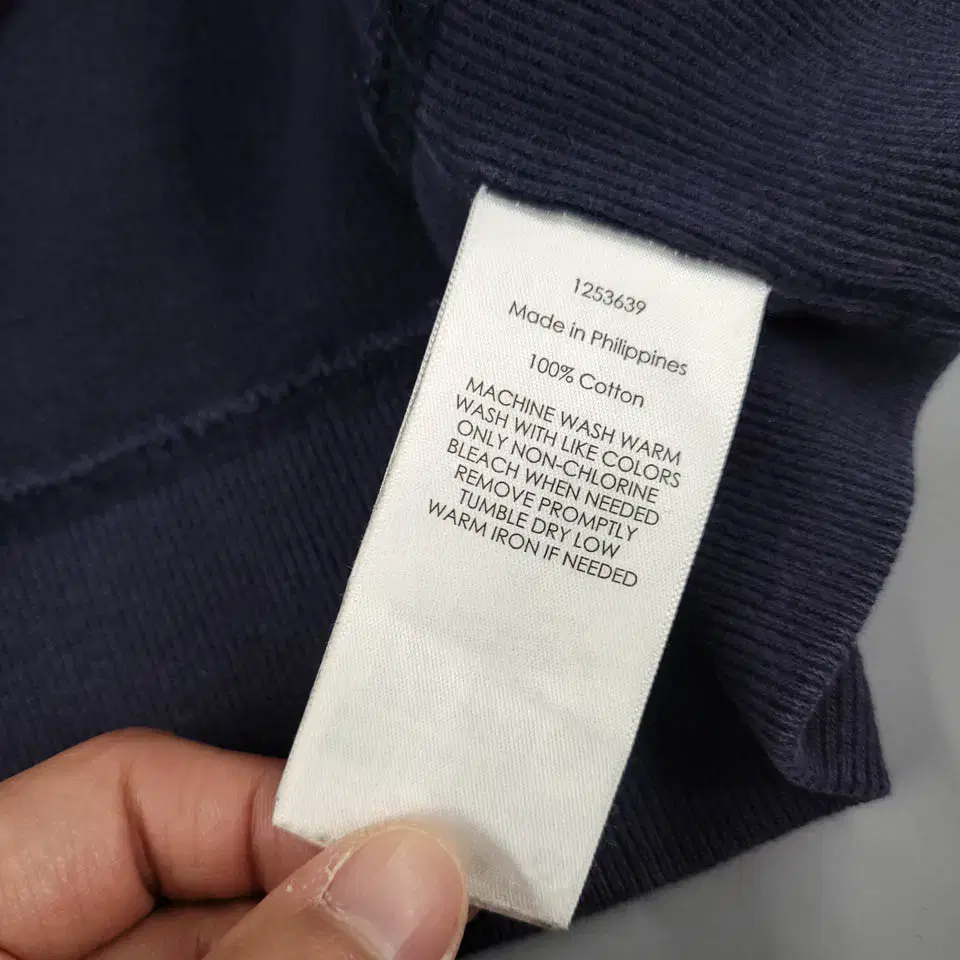 1253639
Made in Philippines
100% Cotton
MACHINE WASH WARM
WASH WITH LIKE COLORS
ONLY NON-CHLORINE
BLEACH WHEN NEEDED
REMOVE PROMPTLY
TUMBLE DRY LOW
WARM IRON IF NEEDED